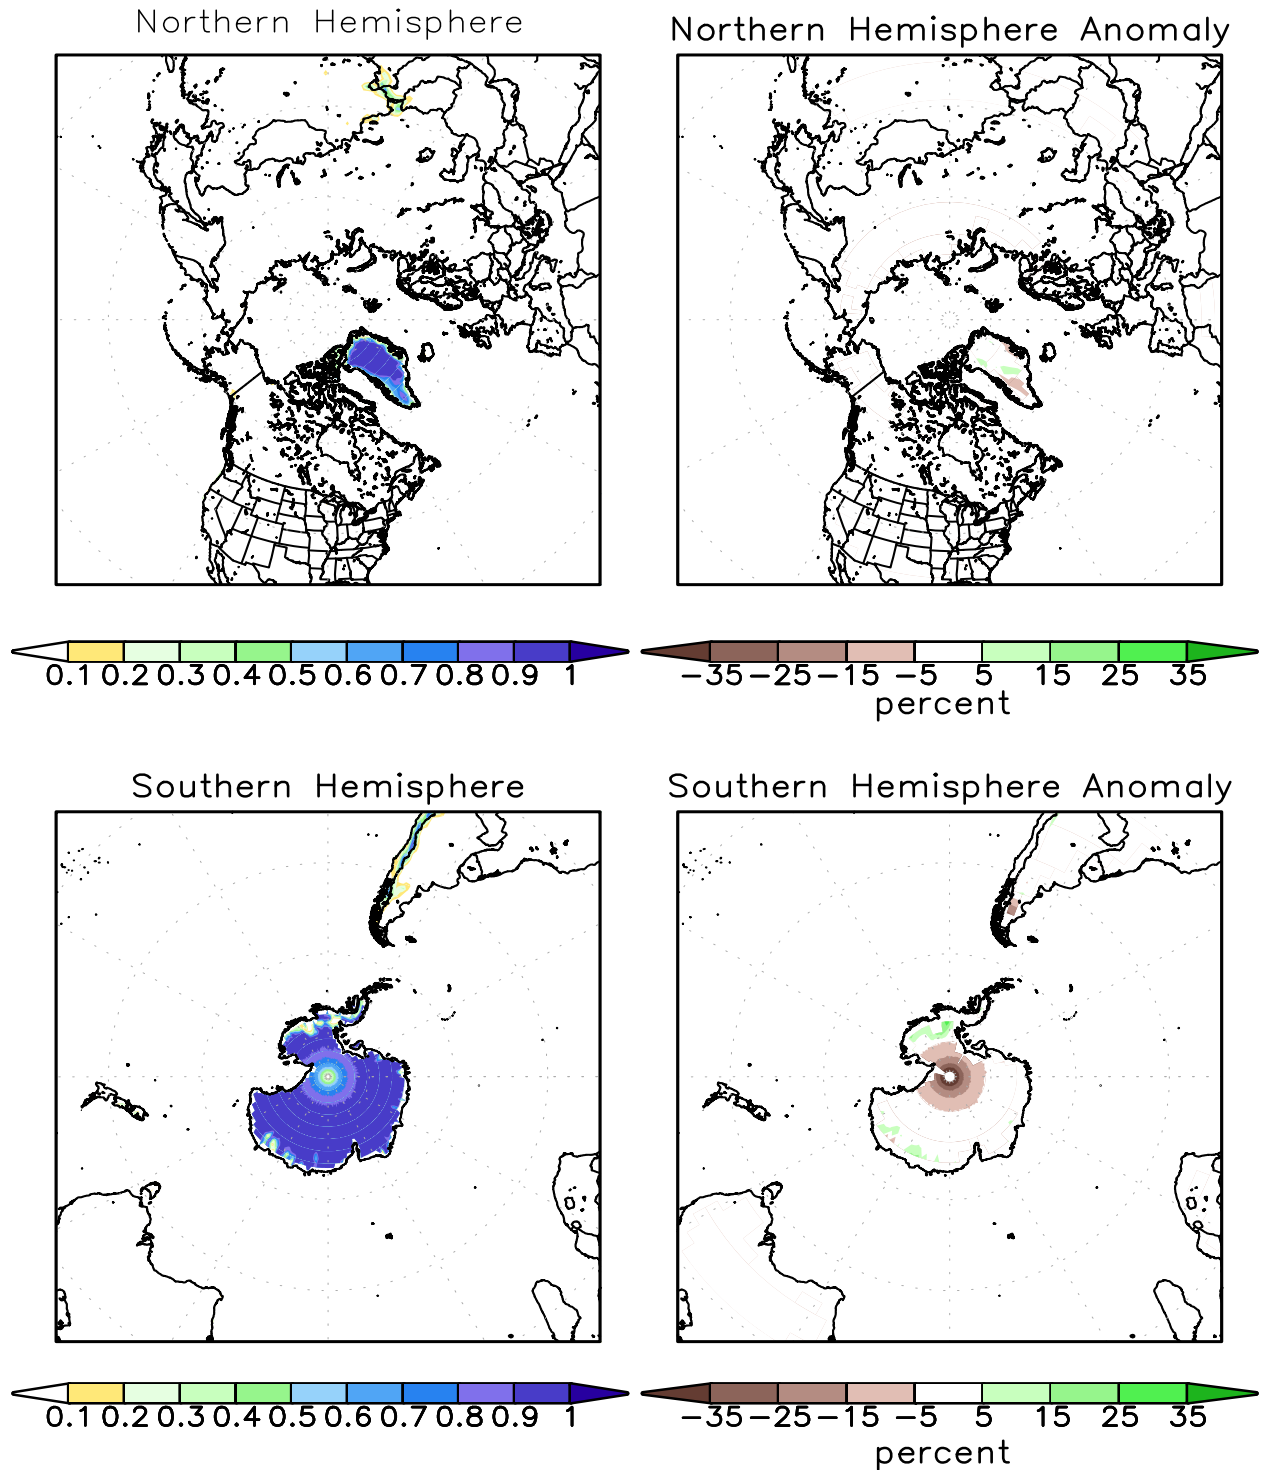 Northern Hemisphere
Northern Hemisphere Anomaly
0.1 0.2 0.3 0.4 0.5 0.6 0.7 0.8 0.9 1
-35 -25 -15 -5 5 15 25 35
percent
Southern Hemisphere
Southern Hemisphere Anomaly
0.1 0.2 0.3 0.4 0.5 0.6 0.7 0.8 0.9 1
-35 -25 -15 -5 5 15 25 35
percent